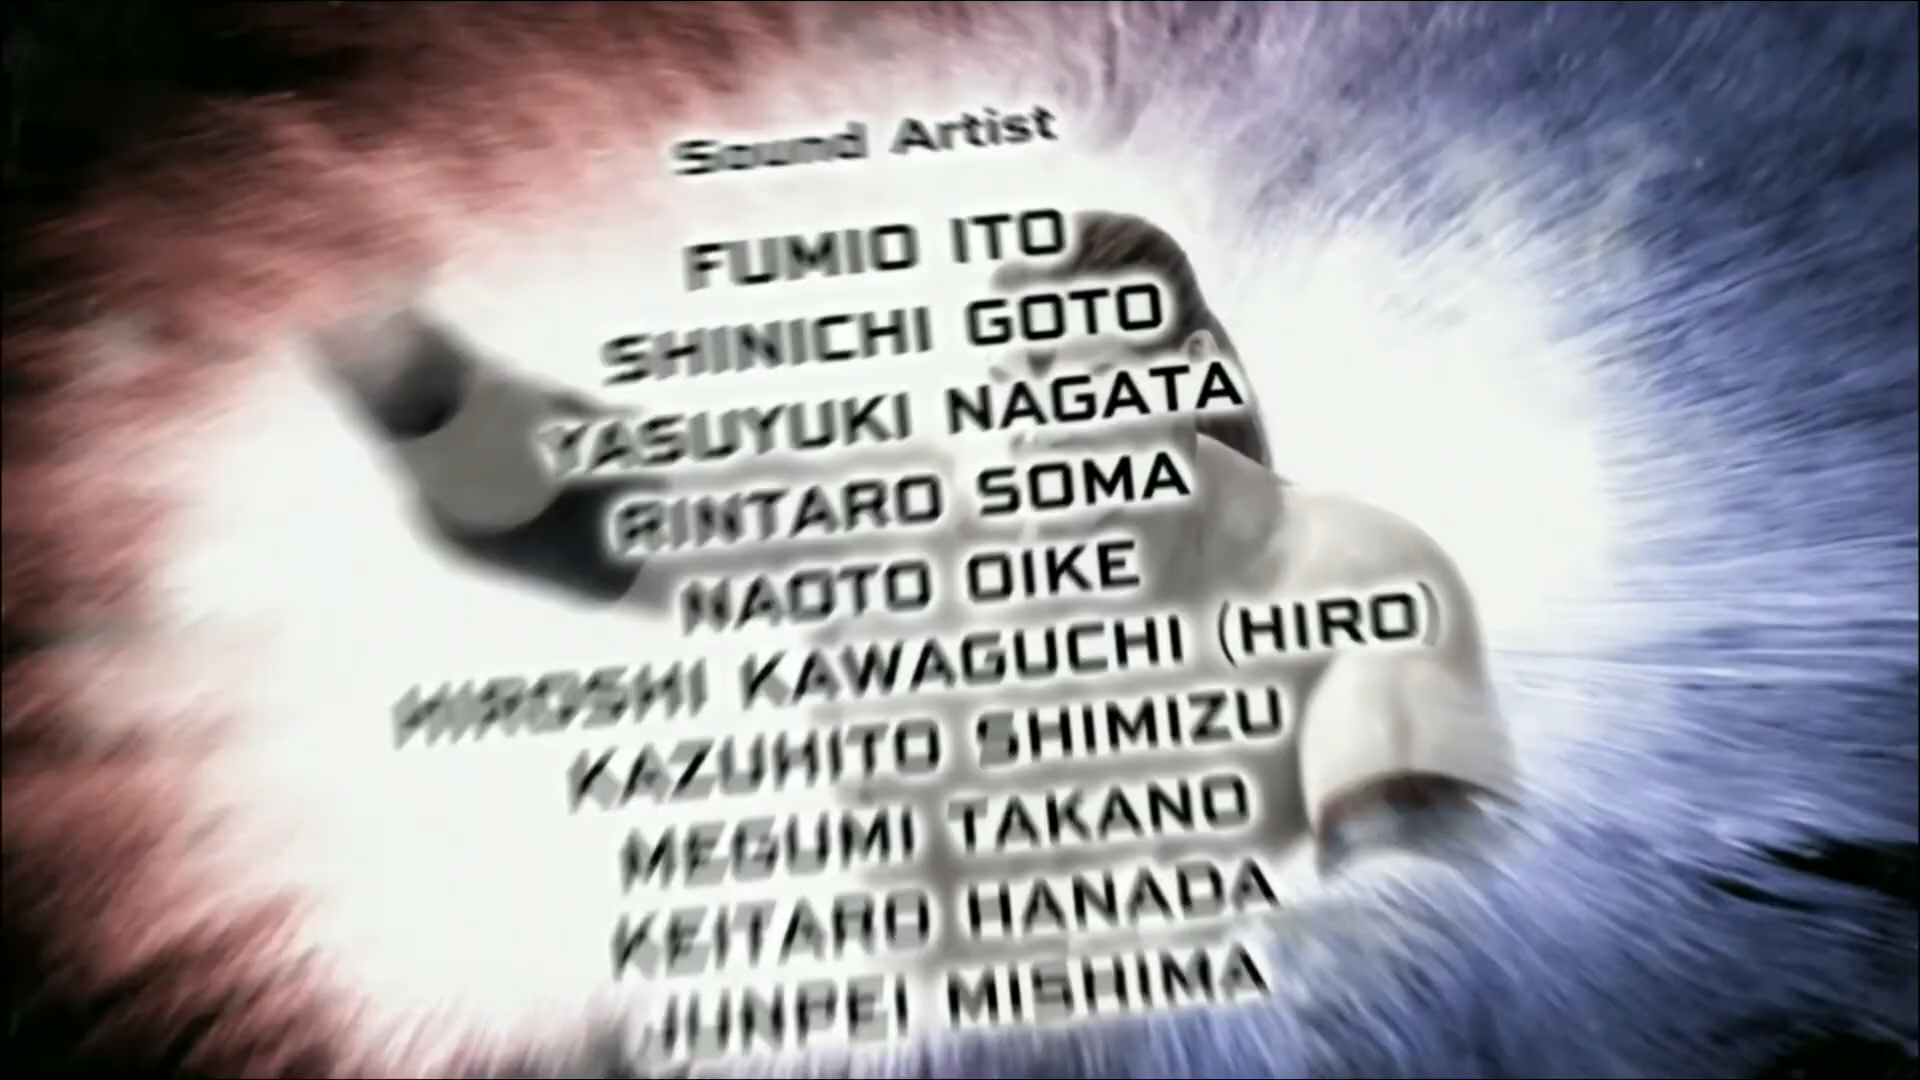 Sound Artist
FUMIO ITO
SHINICHI GOTO
YASUYUKI NAGATA
RINTARO SOMA
NAOTO OIKE
HIROSHI KAWAGUCHI (HIRO)
KAZUHITO SHIMIZU
MEGUMI TAKANO
KEITARO HANADA
JUNPEI MISHIMA